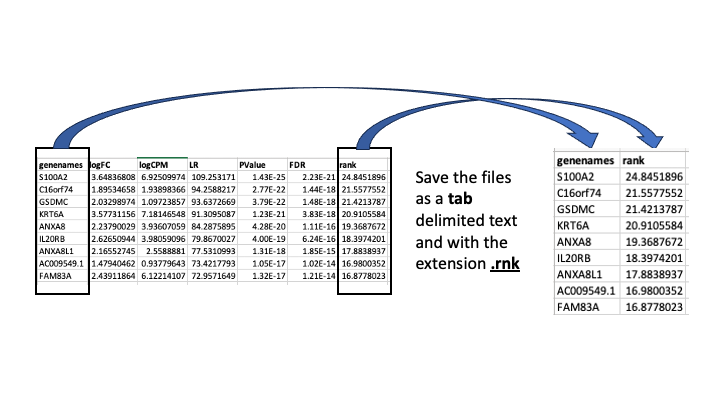 genenames logFC logCPM LR PValue FDR rank
S100A2 3.64836808 6.92509974 109.253171 1.43E-25 2.23E-21 24.8451896
C16orf74 1.89534658 1.93898366 94.2588217 2.77E-22 1.44E-18 21.5577552
GSDMC 2.03298974 1.09723857 93.6372669 3.79E-22 1.48E-18 21.4213787
KRT6A 3.57731156 7.18146548 91.3095087 1.23E-21 3.83E-18 20.9105584
ANXA8 2.23790029 3.93607059 84.2875895 4.28E-20 1.11E-16 19.3687672
IL20RB 2.62650944 3.98059096 79.8670027 4.00E-19 6.24E-16 18.3974201
ANXA8L1 2.16552745 2.5588881 77.5310993 1.31E-18 1.85E-15 17.8838937
AC009549.1 1.47940462 0.93779643 73.4217793 1.05E-17 1.02E-14 16.9800352
FAM83A 2.43911864 6.12214107 72.9571649 1.32E-17 1.21E-14 16.8778023
Save the files
as a tab
delimited text
and with the
extension .rnk
genenames rank
S100A2 24.8451896
C16orf74 21.5577552
GSDMC 21.4213787
KRT6A 20.9105584
ANXA8 19.3687672
IL20RB 18.3974201
ANXA8L1 17.8838937
AC009549.1 16.9800352
FAM83A 16.8778023